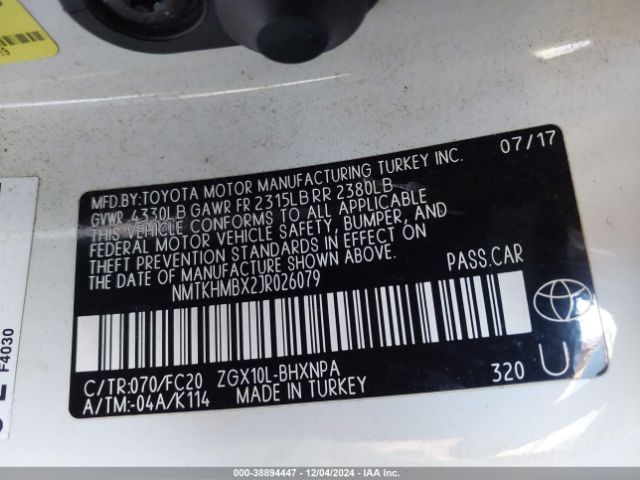 MFD.BY:TOYOTA MOTOR MANUFACTURING TURKEY INC. 07/17
GVWR 4330LB GAWR FR 2315LB RR 2380LB
THIS VEHICLE CONFORMS TO ALL APPLICABLE
FEDERAL MOTOR VEHICLE SAFETY, BUMPER, AND
THEFT PREVENTION STANDARDS IN EFFECT ON
THE DATE OF MANUFACTURE SHOWN ABOVE.
NMTKHMBX2JR026079 PASS.CAR
C/TR:070/FC20 ZGX10L-BHXNPA 320 U
A/TM:-04A/K114 MADE IN TURKEY
F4030
000-38894447 - 12/04/2024 - IAAI.COM